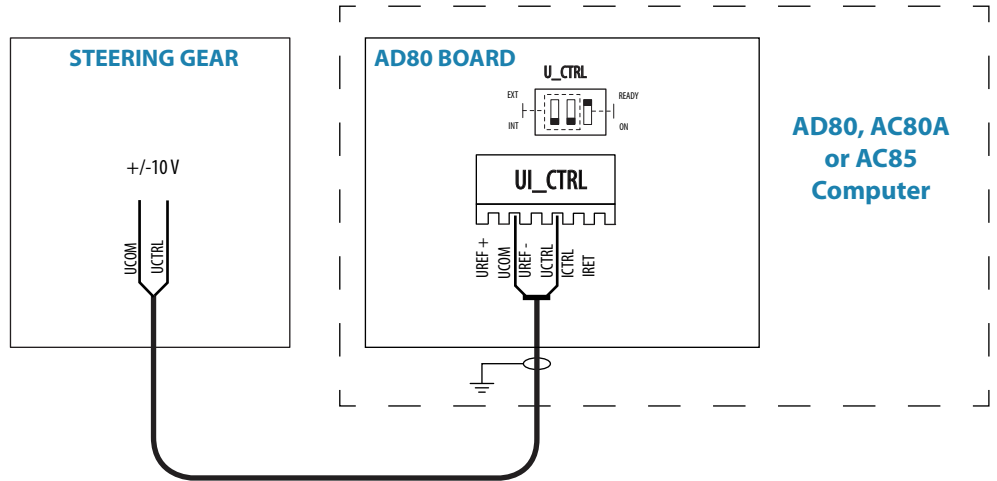 STEERING GEAR
+/-10 V
UCOM
UCTRL
AD80 BOARD
U_CTRL
EXT
INT
READY
ON
UI_CTRL
UREF +
UCOM
UREF -
UCTRL
ICTRL
IRET
AD80, AC80A
or AC85
Computer